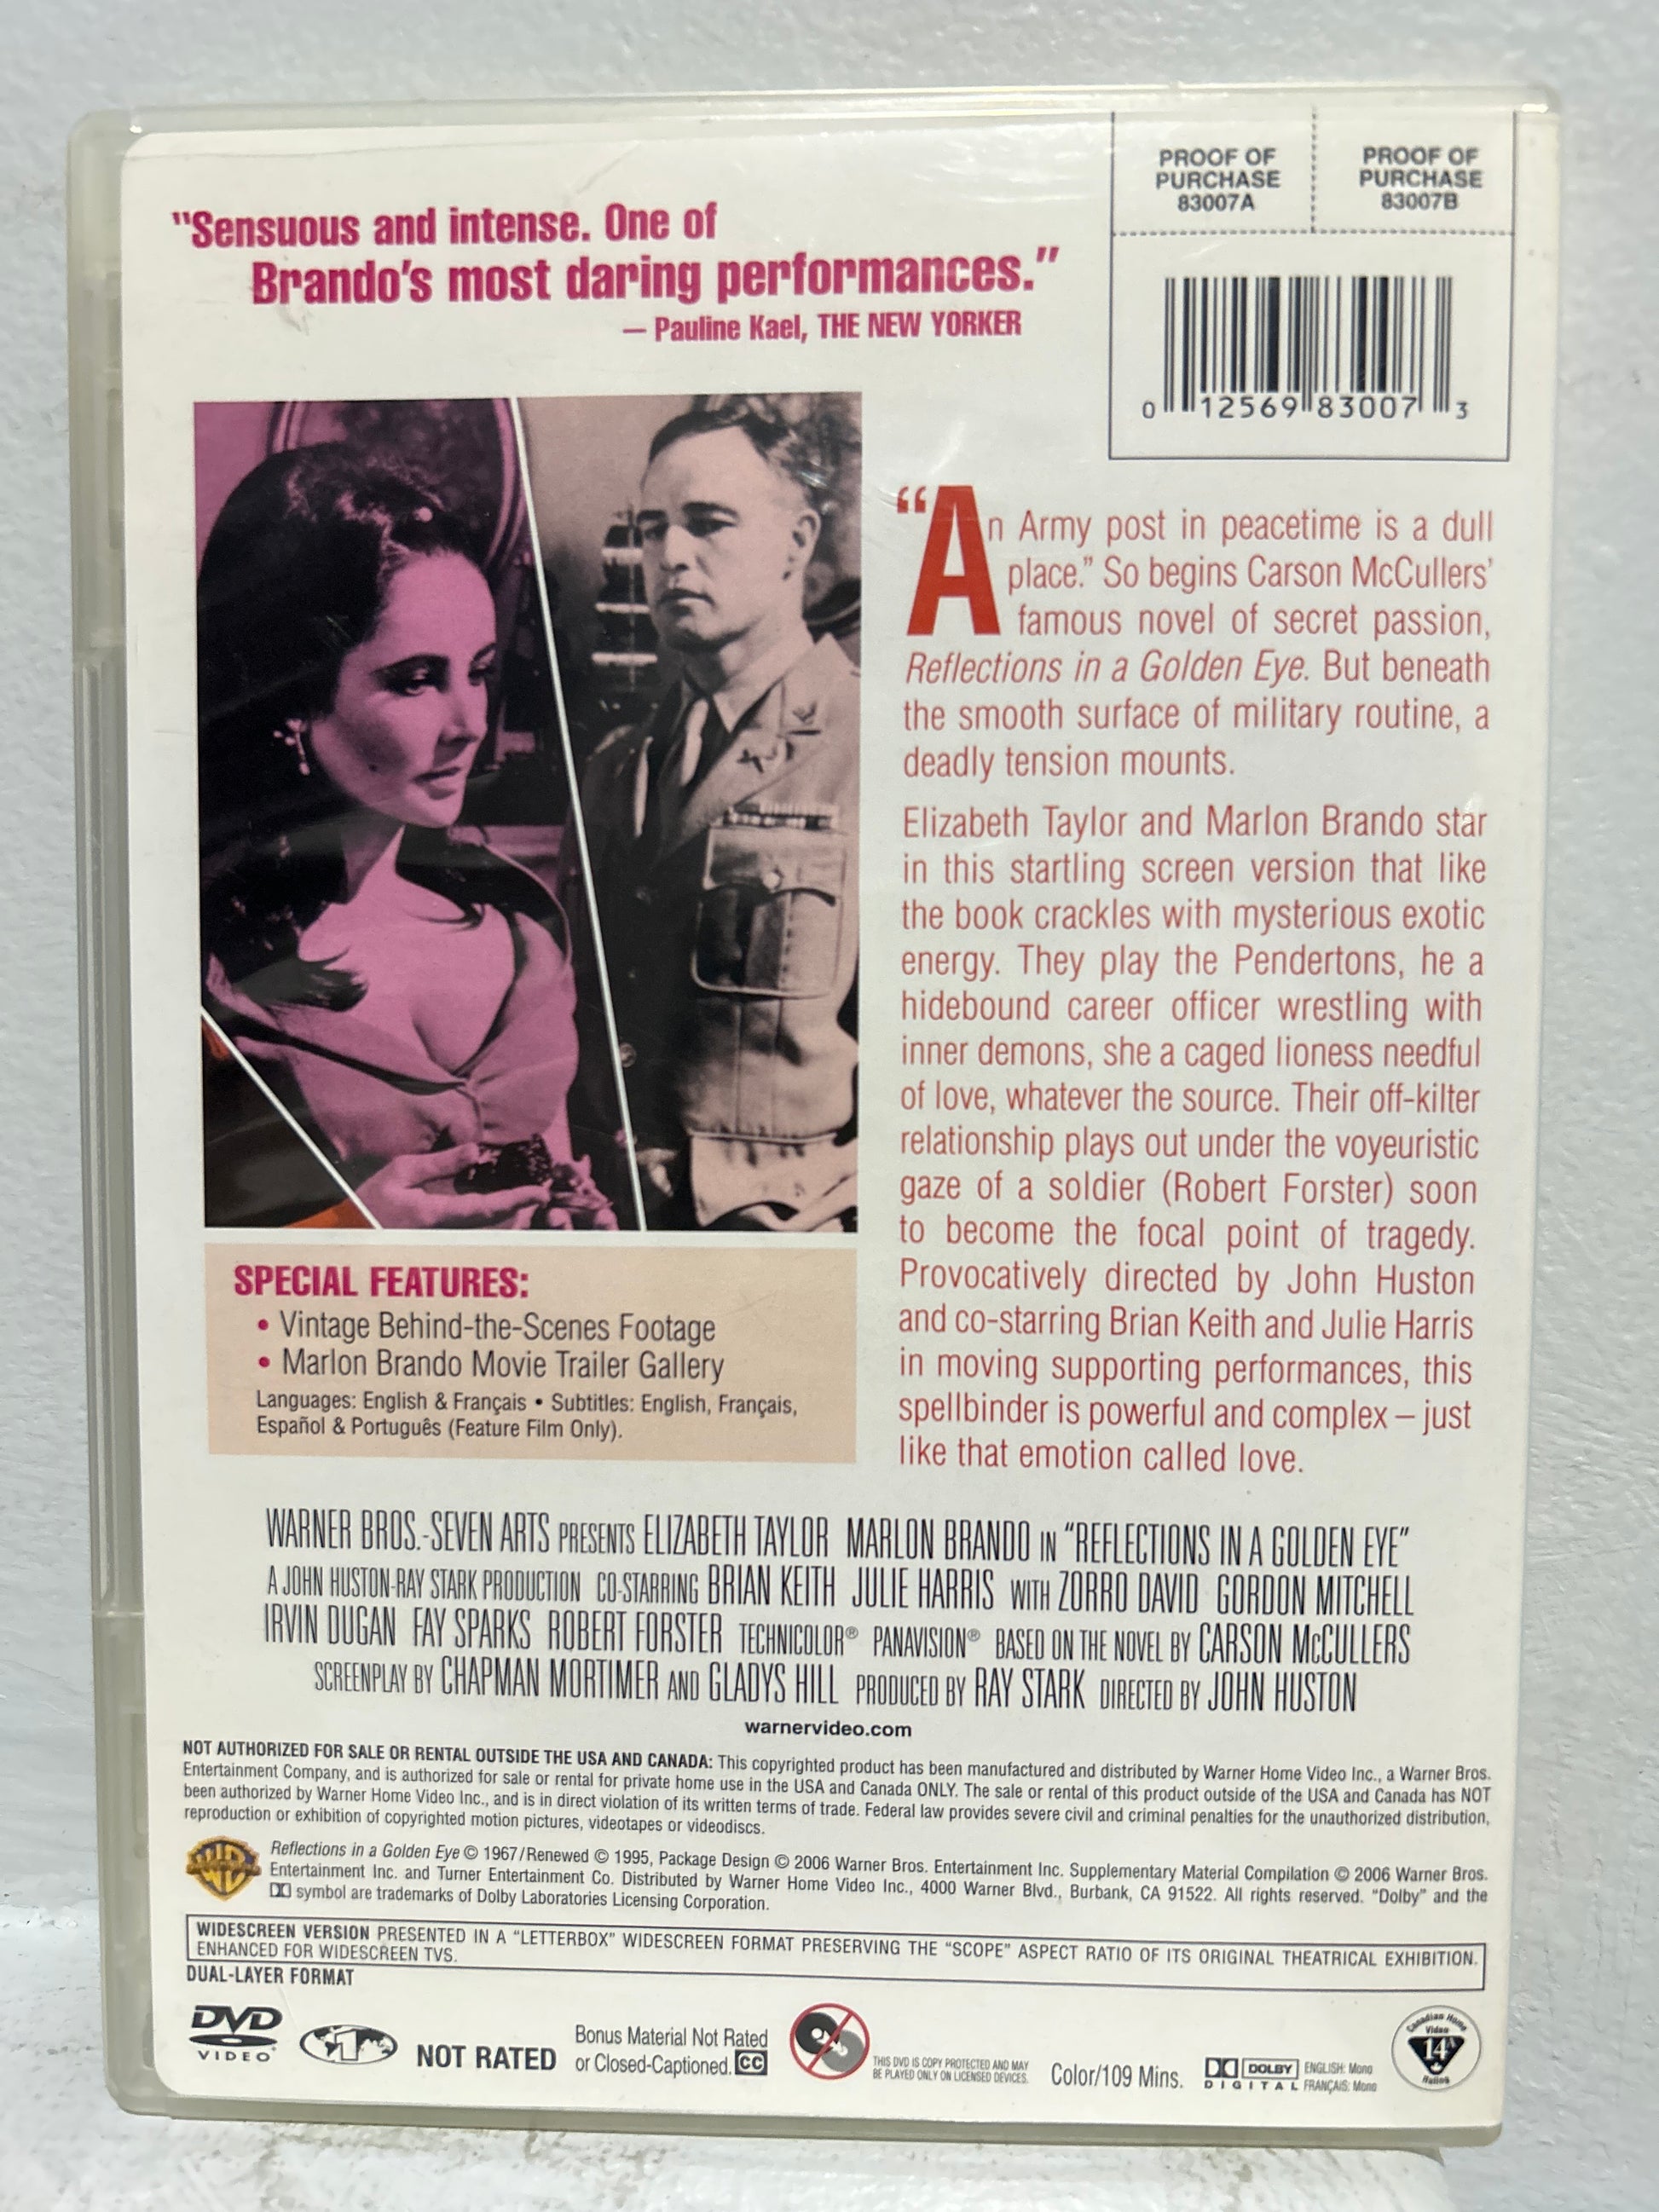 "Sensuous and intense. One of
Brando's most daring performances."
— Pauline Kael, THE NEW YORKER
PROOF OF
PURCHASE
83007A
PROOF OF
PURCHASE
83007B
0 12569 83007 3
"An Army post in peacetime is a dull
place." So begins Carson McCullers'
famous novel of secret passion,
Reflections in a Golden Eye. But beneath
the smooth surface of military routine, a
deadly tension mounts.
Elizabeth Taylor and Marlon Brando star
in this startling screen version that like
the book crackles with mysterious exotic
energy. They play the Pendertons, he a
hidebound career officer wrestling with
inner demons, she a caged lioness needful
of love, whatever the source. Their off-kilter
relationship plays out under the voyeuristic
gaze of a soldier (Robert Forster) soon
to become the focal point of tragedy.
Provocatively directed by John Huston
and co-starring Brian Keith and Julie Harris
in moving supporting performances, this
spellbinder is powerful and complex – just
like that emotion called love.
SPECIAL FEATURES:
• Vintage Behind-the-Scenes Footage
• Marlon Brando Movie Trailer Gallery
Languages: English & Français • Subtitles: English, Français,
Español & Português (Feature Film Only).
WARNER BROS.-SEVEN ARTS PRESENTS ELIZABETH TAYLOR MARLON BRANDO IN "REFLECTIONS IN A GOLDEN EYE"
A JOHN HUSTON-RAY STARK PRODUCTION CO-STARRING BRIAN KEITH JULIE HARRIS WITH ZORRO DAVID GORDON MITCHELL
IRVIN DUGAN FAY SPARKS ROBERT FORSTER TECHNICOLOR® PANAVISION® BASED ON THE NOVEL BY CARSON McCULLERS
SCREENPLAY BY CHAPMAN MORTIMER AND GLADYS HILL PRODUCED BY RAY STARK DIRECTED BY JOHN HUSTON
warnervideo.com
NOT AUTHORIZED FOR SALE OR RENTAL OUTSIDE THE USA AND CANADA: This copyrighted product has been manufactured and distributed by Warner Home Video Inc., a Warner Bros.
Entertainment Company, and is authorized for sale or rental for private home use in the USA and Canada ONLY. The sale or rental of this product outside of the USA and Canada has NOT
been authorized by Warner Home Video Inc., and is in direct violation of its written terms of trade. Federal law provides severe civil and criminal penalties for the unauthorized distribution,
reproduction or exhibition of copyrighted motion pictures, videotapes or videodiscs.
WB
Reflections in a Golden Eye © 1967/Renewed © 1995, Package Design © 2006 Warner Bros. Entertainment Inc. Supplementary Material Compilation © 2006 Warner Bros.
Entertainment Inc. and Turner Entertainment Co. Distributed by Warner Home Video Inc., 4000 Warner Blvd., Burbank, CA 91522. All rights reserved. "Dolby" and the
symbol are trademarks of Dolby Laboratories Licensing Corporation.
WIDESCREEN VERSION PRESENTED IN A "LETTERBOX" WIDESCREEN FORMAT PRESERVING THE "SCOPE" ASPECT RATIO OF ITS ORIGINAL THEATRICAL EXHIBITION.
ENHANCED FOR WIDESCREEN TVS.
DUAL-LAYER FORMAT
DVD
VIDEO
1
NOT RATED
Bonus Material Not Rated
or Closed-Captioned. CC
THIS DVD IS COPY PROTECTED AND MAY
BE PLAYED ONLY ON LICENSED DEVICES.
Color/109 Mins.
DOLBY
DIGITAL
ENGLISH: Mono
FRANÇAIS: Mono
Canadian Home
Video
14A